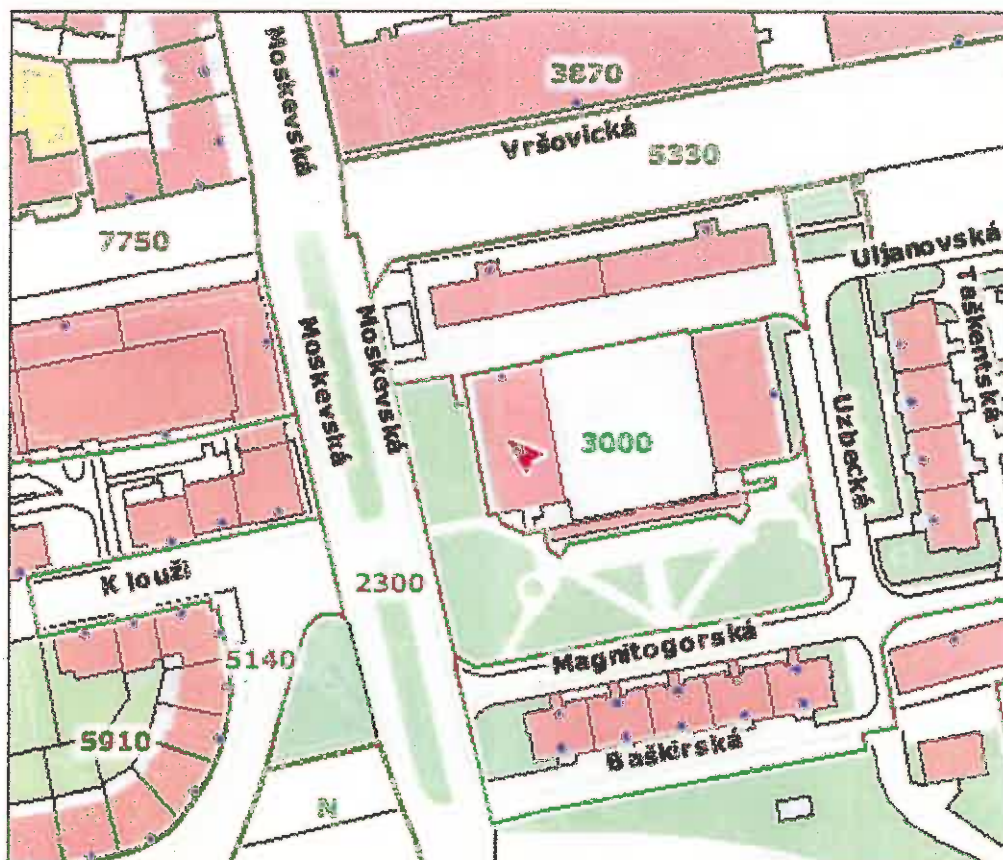 Moskevská
3870
Vršovická
5330
7750
Uljanovská
Taškentská
Moskevská
Moskevská
Uzbecká
3000
K louži
2300
Magnitogorská
5140
5910
Baškirská
N